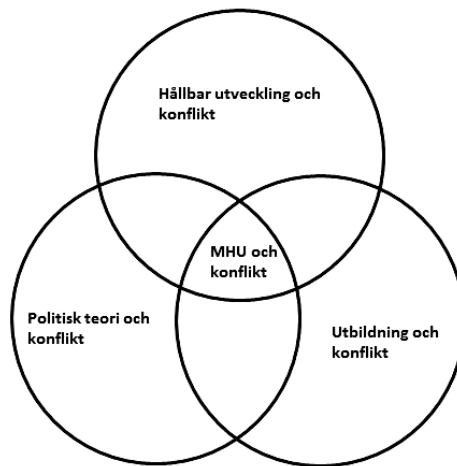 Hållbar utveckling och
konflikt
MHU och
konflikt
Politisk teori och
konflikt
Utbildning och
konflikt